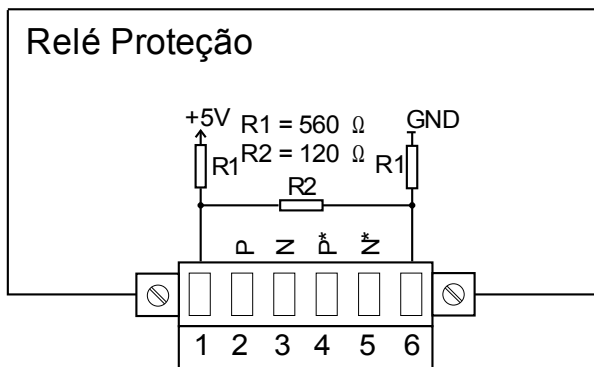 Relé Proteção
+5V R1 = 560 Ω GND
R1 R2 = 120 Ω R1
R2
P N P* N*
1 2 3 4 5 6